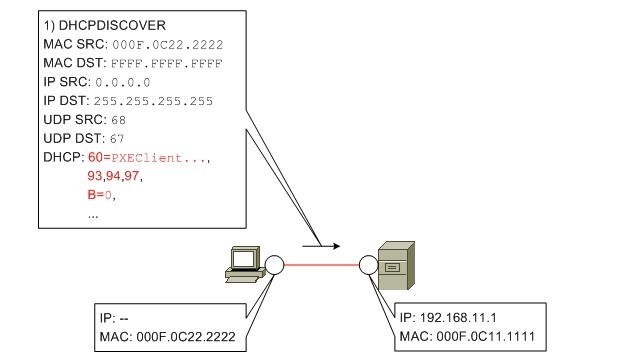 1) DHCPDISCOVER
MAC SRC: 000F.0C22.2222
MAC DST: FFFF.FFFF.FFFF
IP SRC: 0.0.0.0
IP DST: 255.255.255.255
UDP SRC: 68
UDP DST: 67
DHCP: 60=PXEClient...,
93,94,97,
B=0,
...
IP: --
MAC: 000F.0C22.2222
IP: 192.168.11.1
MAC: 000F.0C11.1111